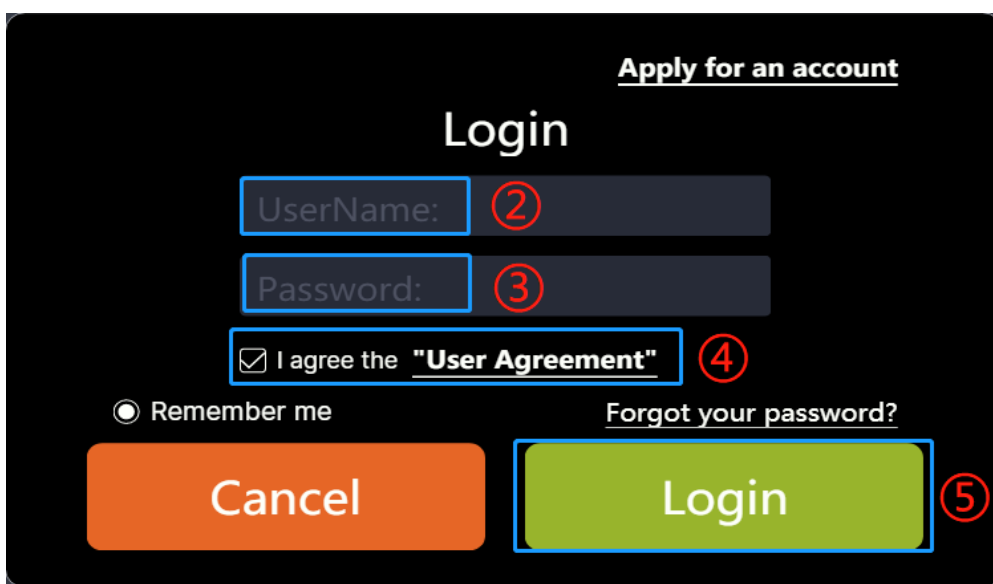 Apply for an account
Login
UserName: ②
Password: ③
I agree the "User Agreement" ④
Remember me Forgot your password?
Cancel Login ⑤